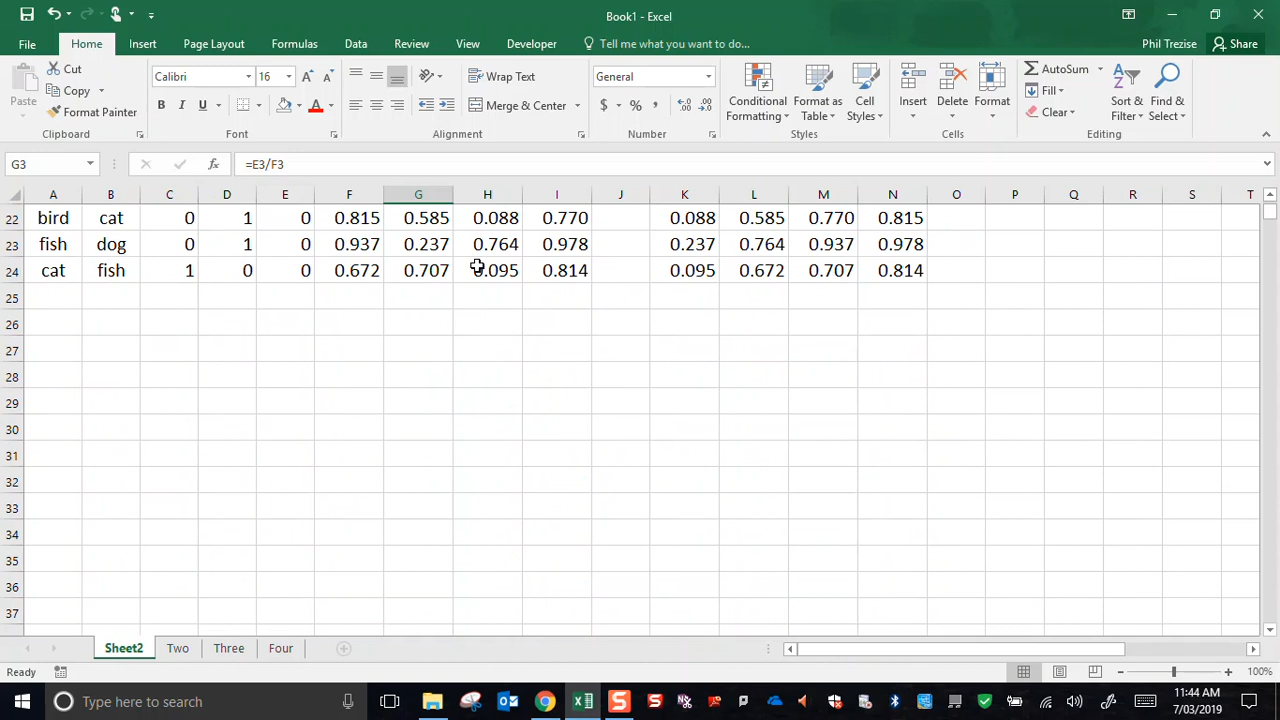 Book1 - Excel
File Home Insert Page Layout Formulas Data Review View Developer Tell me what you want to do... Phil Trezise Share
Paste Cut Copy Format Painter Clipboard
Calibri 16 B I U A Font
Wrap Text Merge & Center Alignment
General $ % , Number
Conditional Formatting Format as Table Cell Styles Styles
Insert Delete Format Cells
AutoSum Fill Clear Sort & Filter Find & Select Editing
G3 =E3/F3
A B C D E F G H I J K L M N O P Q R S T
22 bird cat 0 1 0 0.815 0.585 0.088 0.770 0.088 0.585 0.770 0.815
23 fish dog 0 1 0 0.937 0.237 0.764 0.978 0.237 0.764 0.937 0.978
24 cat fish 1 0 0 0.672 0.707 0.095 0.814 0.095 0.672 0.707 0.814
25
26
27
28
29
30
31
32
33
34
35
36
37
Sheet2 Two Three Four
Ready 100%
Type here to search 11:44 AM
7/03/2019